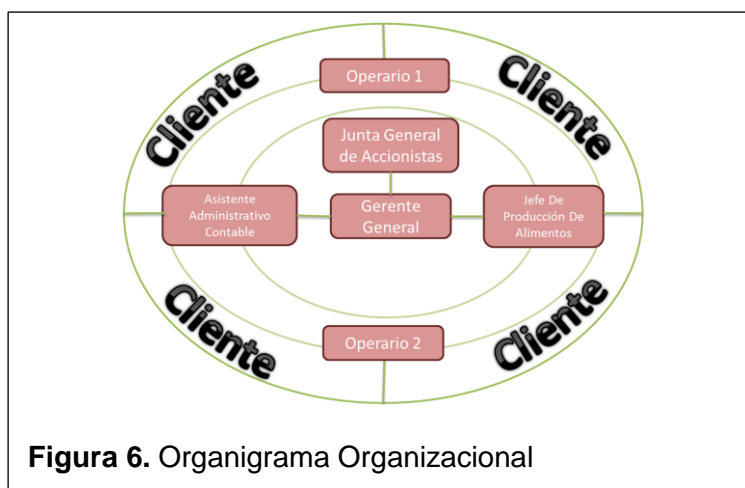 Operario 1
Cliente
Cliente
Junta General
de Accionistas
Asistente
Administrativo
Contable
Gerente
General
Jefe De
Producción De
Alimentos
Cliente
Cliente
Operario 2
Figura 6. Organigrama Organizacional